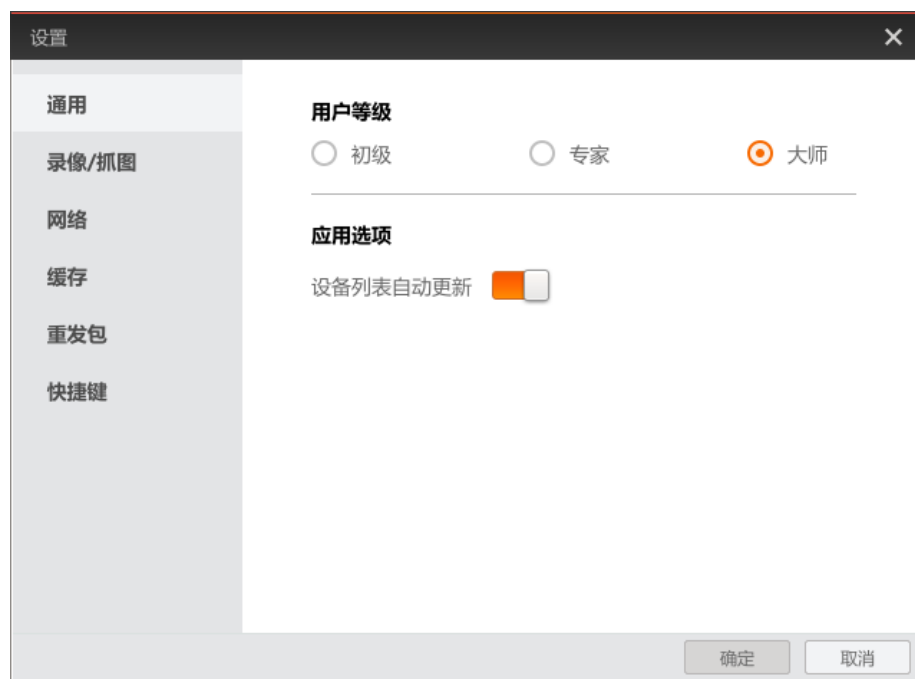 设置
通用
录像/抓图
网络
缓存
重发包
快捷键
用户等级
初级 专家 大师
应用选项
设备列表自动更新
确定 取消